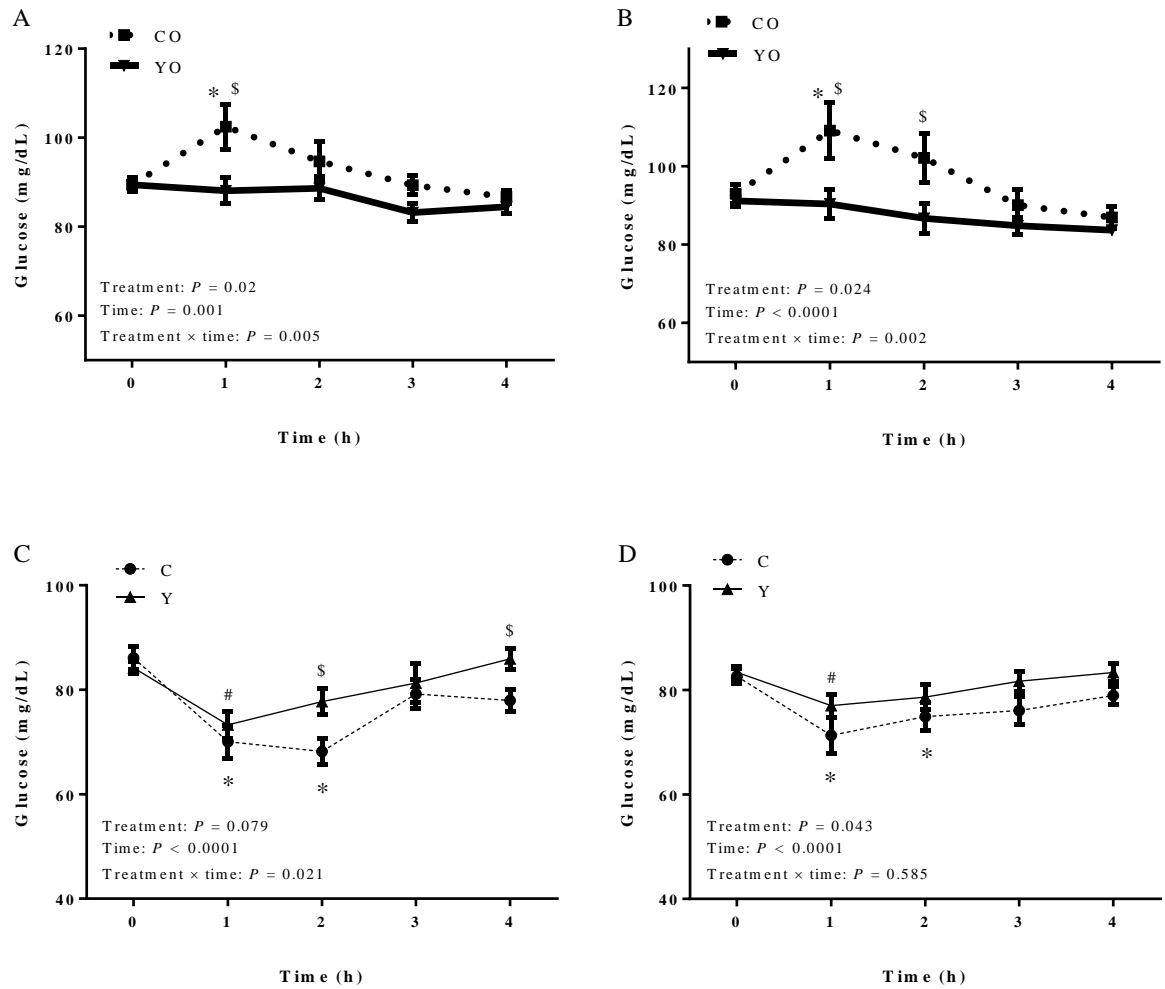 A
CO
YO
120
100
80
60
Glucose (mg/dL)
* $
Treatment: P = 0.02
Time: P = 0.001
Treatment × time: P = 0.005
0 1 2 3 4
Time (h)
B
CO
YO
120
100
80
60
Glucose (mg/dL)
* $
$
Treatment: P = 0.024
Time: P < 0.0001
Treatment × time: P = 0.002
0 1 2 3 4
Time (h)
C
C
Y
100
80
60
40
Glucose (mg/dL)
#
$
$
*
*
Treatment: P = 0.079
Time: P < 0.0001
Treatment × time: P = 0.021
0 1 2 3 4
Time (h)
D
C
Y
100
80
60
40
Glucose (mg/dL)
#
*
*
Treatment: P = 0.043
Time: P < 0.0001
Treatment × time: P = 0.585
0 1 2 3 4
Time (h)